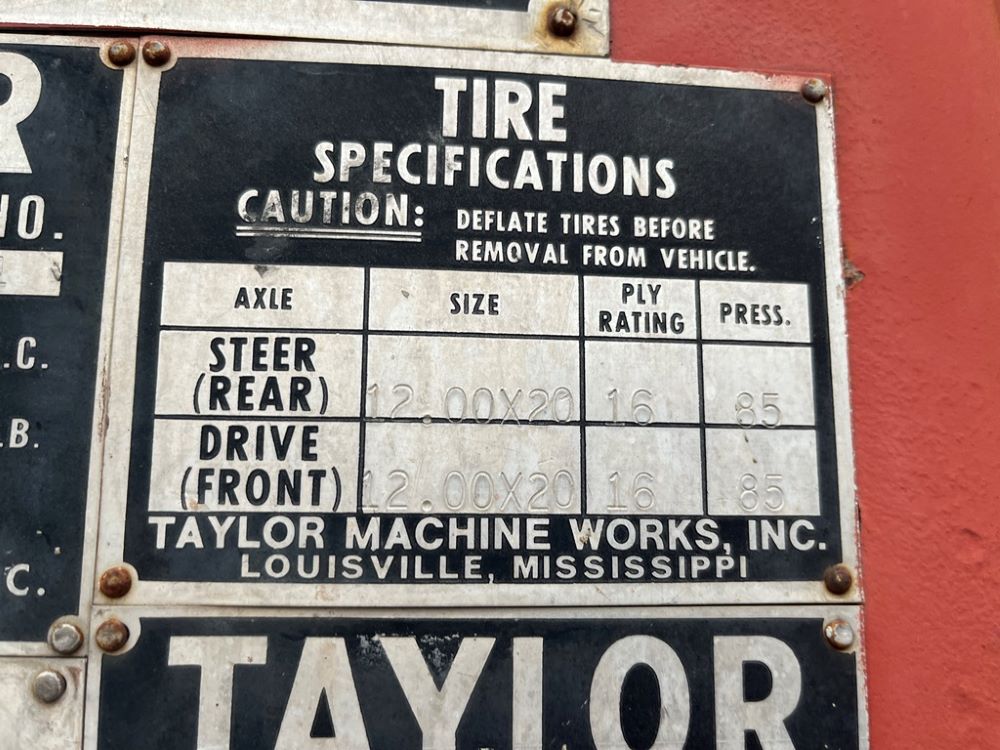 TIRE
SPECIFICATIONS
CAUTION: DEFLATE TIRES BEFORE
REMOVAL FROM VEHICLE.
AXLE SIZE PLY RATING PRESS.
STEER (REAR) 12.00X20 16 85
DRIVE (FRONT) 12.00X20 16 85
TAYLOR MACHINE WORKS, INC.
LOUISVILLE, MISSISSIPPI
TAYLOR
R
NO.
.C.
.B.
C.